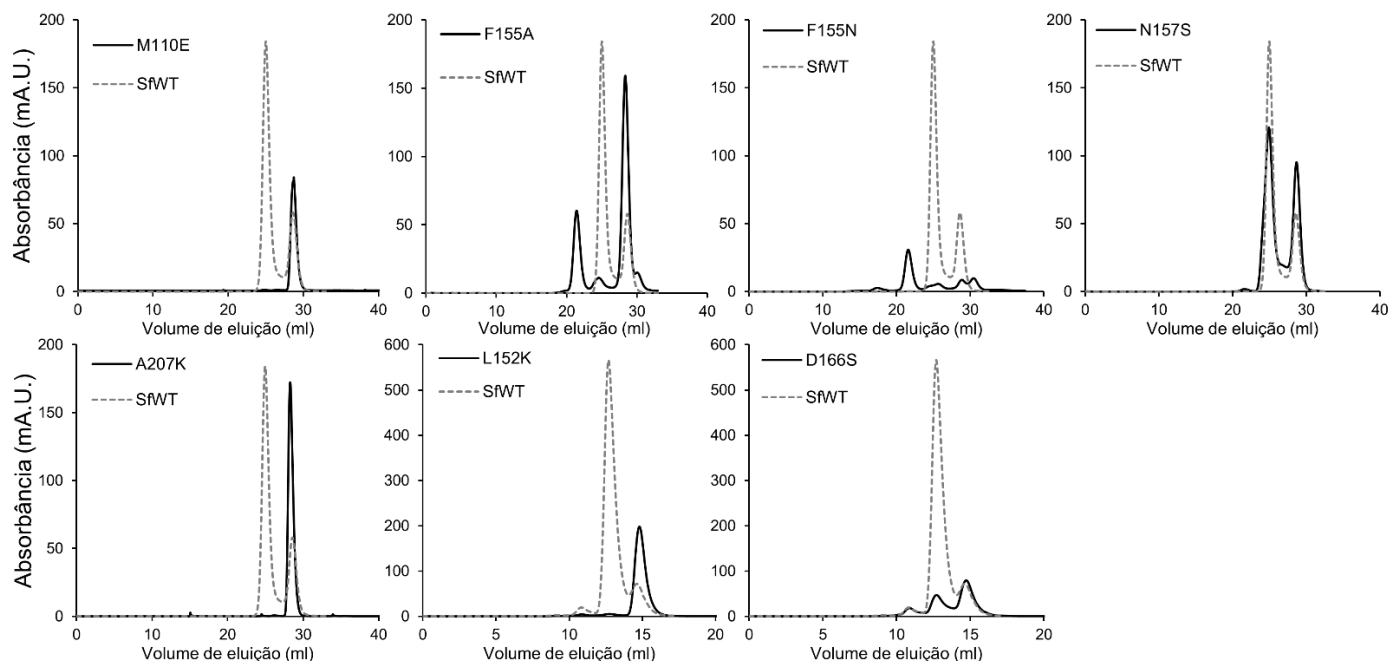 200
150
100
50
0
M110E
SfWT
0 10 20 30 40
Volume de eluição (ml)
Absorbância (mA.U.)
200
150
100
50
0
F155A
SfWT
0 10 20 30 40
Volume de eluição (ml)
200
150
100
50
0
F155N
SfWT
0 10 20 30 40
Volume de eluição (ml)
200
150
100
50
0
N157S
SfWT
0 10 20 30 40
Volume de eluição (ml)
200
150
100
50
0
A207K
SfWT
0 10 20 30 40
Volume de eluição (ml)
Absorbância (mA.U.)
600
500
400
300
200
100
0
L152K
SfWT
0 10 15 20
Volume de eluição (ml)
600
500
400
300
200
100
0
D166S
SfWT
0 5 10 15 20
Volume de eluição (ml)